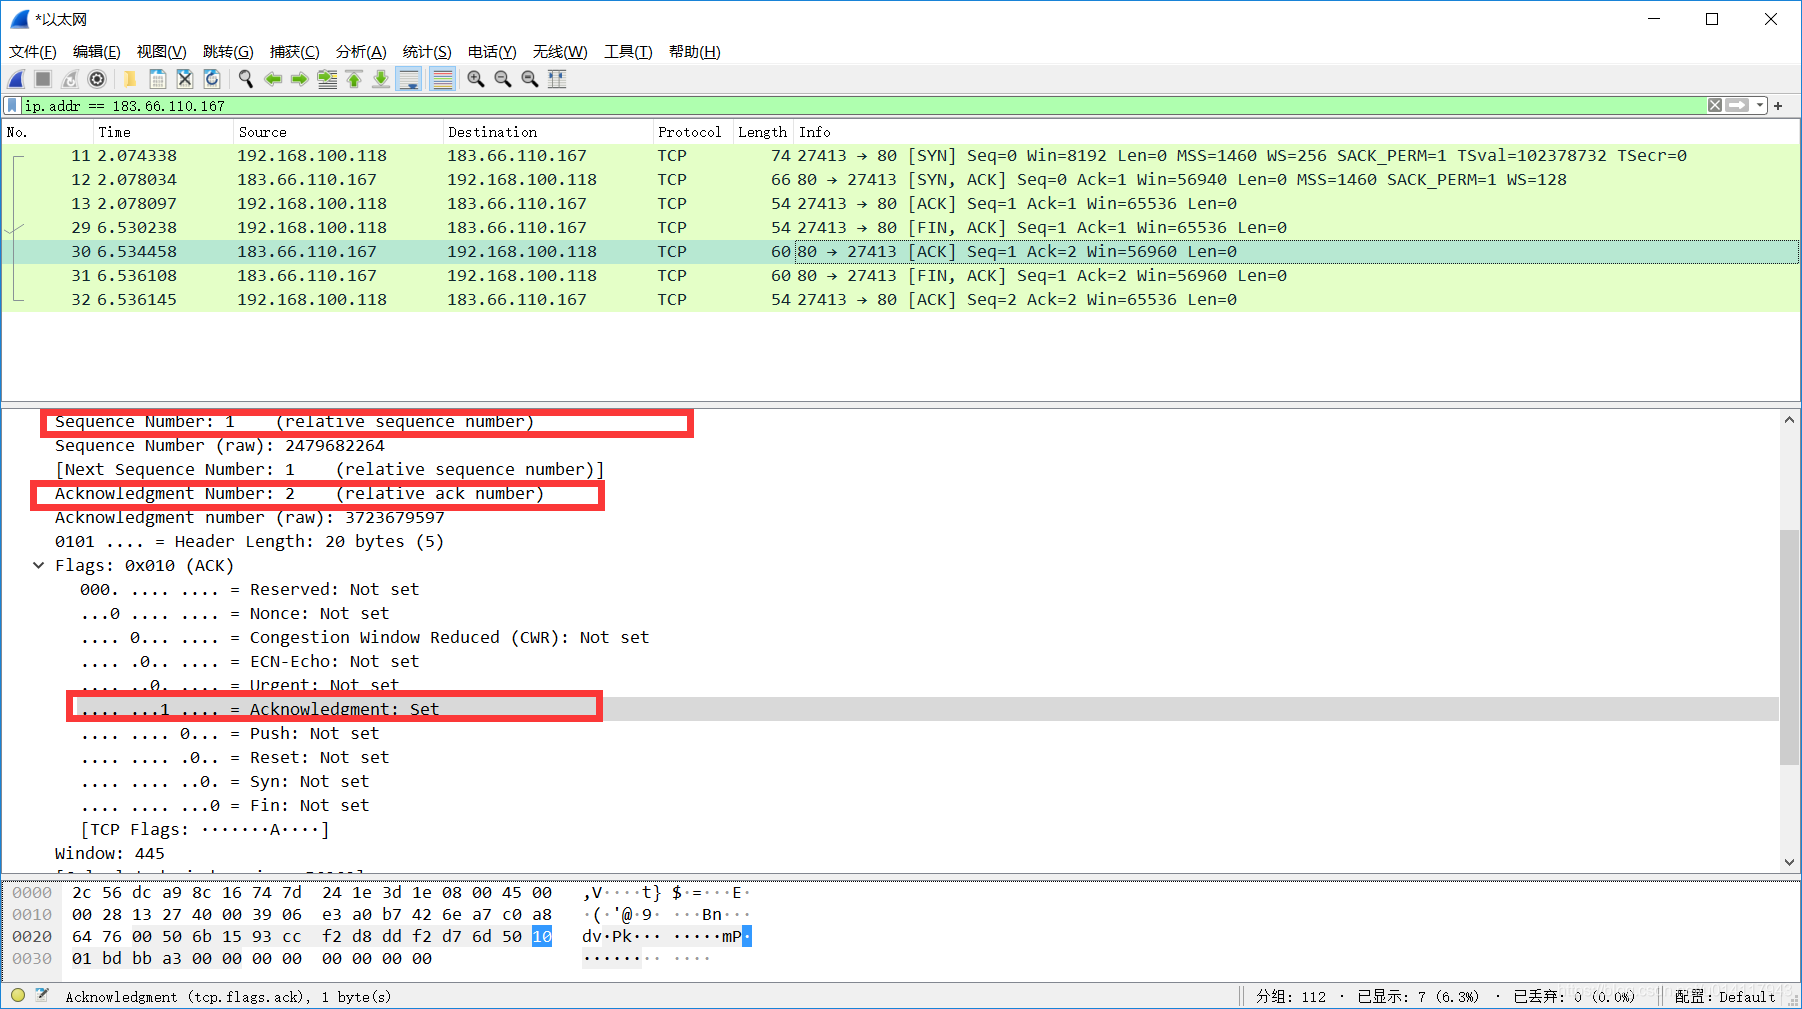 *以太网
文件(F) 编辑(E) 视图(V) 跳转(G) 捕获(C) 分析(A) 统计(S) 电话(Y) 无线(W) 工具(T) 帮助(H)
ip.addr == 183.66.110.167
No. Time Source Destination Protocol Length Info
11 2.074338 192.168.100.118 183.66.110.167 TCP 74 27413 → 80 [SYN] Seq=0 Win=8192 Len=0 MSS=1460 WS=256 SACK_PERM=1 TSval=102378732 TSecr=0
12 2.078034 183.66.110.167 192.168.100.118 TCP 66 80 → 27413 [SYN, ACK] Seq=0 Ack=1 Win=56940 Len=0 MSS=1460 SACK_PERM=1 WS=128
13 2.078097 192.168.100.118 183.66.110.167 TCP 54 27413 → 80 [ACK] Seq=1 Ack=1 Win=65536 Len=0
29 6.530238 192.168.100.118 183.66.110.167 TCP 54 27413 → 80 [FIN, ACK] Seq=1 Ack=1 Win=65536 Len=0
30 6.534458 183.66.110.167 192.168.100.118 TCP 60 80 → 27413 [ACK] Seq=1 Ack=2 Win=56960 Len=0
31 6.536108 183.66.110.167 192.168.100.118 TCP 60 80 → 27413 [FIN, ACK] Seq=1 Ack=2 Win=56960 Len=0
32 6.536145 192.168.100.118 183.66.110.167 TCP 54 27413 → 80 [ACK] Seq=2 Ack=2 Win=65536 Len=0
Sequence Number: 1 (relative sequence number)
Sequence Number (raw): 2479682264
[Next Sequence Number: 1 (relative sequence number)]
Acknowledgment Number: 2 (relative ack number)
Acknowledgment number (raw): 3723679597
0101 .... = Header Length: 20 bytes (5)
Flags: 0x010 (ACK)
000. .... .... = Reserved: Not set
...0 .... .... = Nonce: Not set
.... 0... .... = Congestion Window Reduced (CWR): Not set
.... .0.. .... = ECN-Echo: Not set
.... ..0. .... = Urgent: Not set
.... ...1 .... = Acknowledgment: Set
.... .... 0... = Push: Not set
.... .... .0.. = Reset: Not set
.... .... ..0. = Syn: Not set
.... .... ...0 = Fin: Not set
[TCP Flags: ·······A····]
Window: 445
0000 2c 56 dc a9 8c 16 74 7d 24 1e 3d 1e 08 00 45 00 ,V····t} $·=···E·
0010 00 28 13 27 40 00 39 06 e3 a0 b7 42 6e a7 c0 a8 ·(·'@·9· ···Bn···
0020 64 76 00 50 6b 15 93 cc f2 d8 dd f2 d7 6d 50 10 dv·Pk··· ·····mP·
0030 01 bd bb a3 00 00 00 00 00 00 00 00 ········ ····
Acknowledgment (tcp.flags.ack), 1 byte(s) 分组: 112 · 已显示: 7 (6.3%) · 已丢弃: 0 (0.0%) 配置: Default